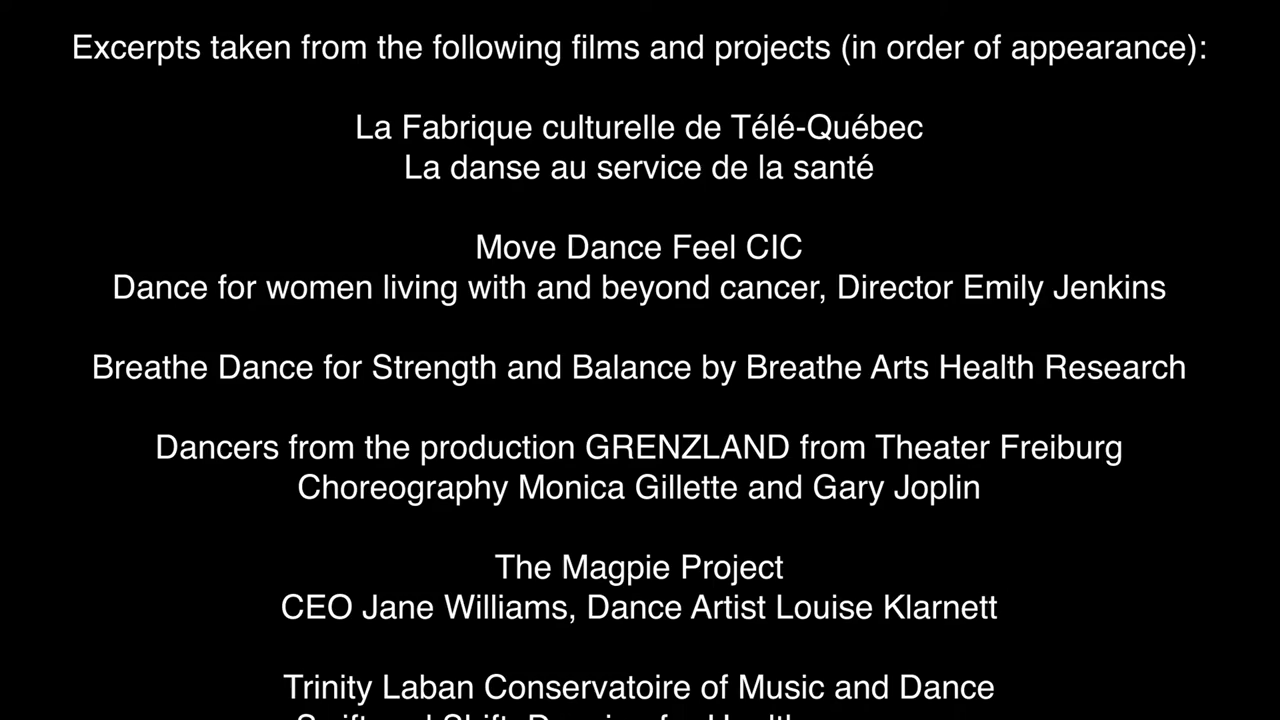 Excerpts taken from the following films and projects (in order of appearance):
La Fabrique culturelle de Télé-Québec
La danse au service de la santé
Move Dance Feel CIC
Dance for women living with and beyond cancer, Director Emily Jenkins
Breathe Dance for Strength and Balance by Breathe Arts Health Research
Dancers from the production GRENZLAND from Theater Freiburg
Choreography Monica Gillette and Gary Joplin
The Magpie Project
CEO Jane Williams, Dance Artist Louise Klarnett
Trinity Laban Conservatoire of Music and Dance